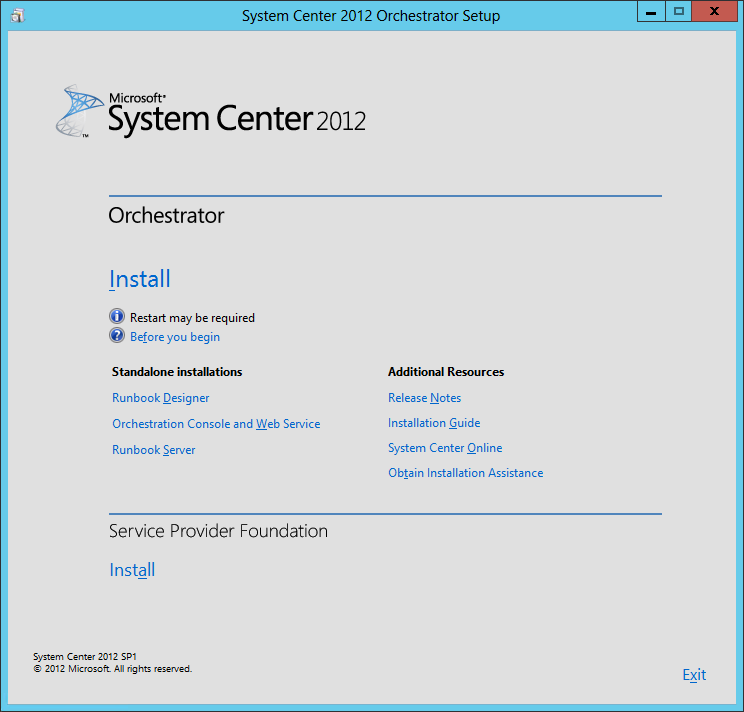 System Center 2012 Orchestrator Setup
Microsoft®
System Center 2012
™
Orchestrator
Install
Restart may be required
Before you begin
Standalone installations
Runbook Designer
Orchestration Console and Web Service
Runbook Server
Additional Resources
Release Notes
Installation Guide
System Center Online
Obtain Installation Assistance
Service Provider Foundation
Install
System Center 2012 SP1
© 2012 Microsoft. All rights reserved.
Exit